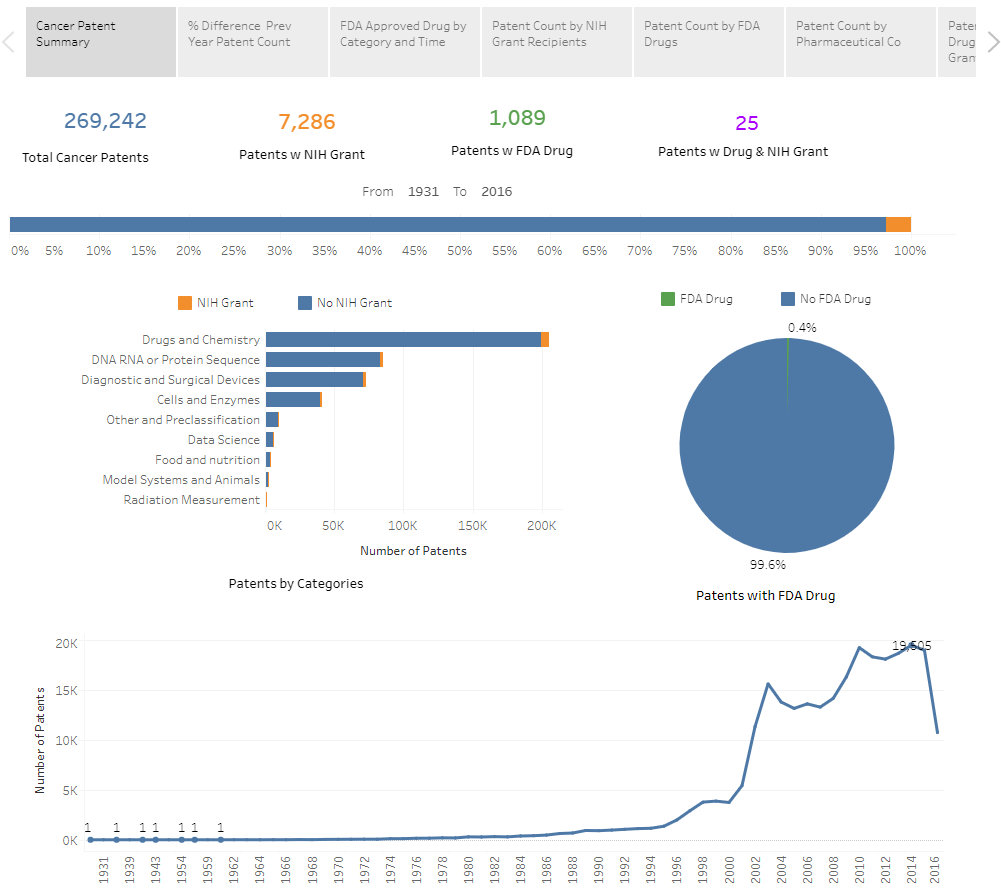 Cancer Patent
Summary
% Difference Prev
Year Patent Count
FDA Approved Drug by
Category and Time
Patent Count by NIH
Grant Recipients
Patent Count by FDA
Drugs
Patent Count by
Pharmaceutical Co
Paten
Drug
Gran
269,242
7,286
1,089
25
Total Cancer Patents
Patents w NIH Grant
Patents w FDA Drug
Patents w Drug & NIH Grant
From 1931 To 2016
0% 5% 10% 15% 20% 25% 30% 35% 40% 45% 50% 55% 60% 65% 70% 75% 80% 85% 90% 95% 100%
NIH Grant No NIH Grant
Drugs and Chemistry
DNA RNA or Protein Sequence
Diagnostic and Surgical Devices
Cells and Enzymes
Other and Preclassification
Data Science
Food and nutrition
Model Systems and Animals
Radiation Measurement
0K 50K 100K 150K 200K
Number of Patents
Patents by Categories
FDA Drug No FDA Drug
0.4%
99.6%
Patents with FDA Drug
Number of Patents
20K
15K
10K
5K
0K
19,505
1 1 1 1 1 1 1
1931 1939 1943 1954 1959 1962 1964 1966 1968 1970 1972 1974 1976 1978 1980 1982 1984 1986 1988 1990 1992 1994 1996 1998 2000 2002 2004 2006 2008 2010 2012 2014 2016